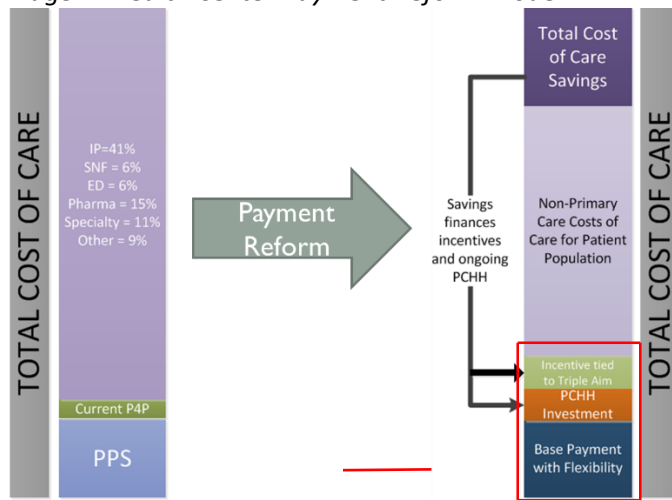 TOTAL COST OF CARE
IP=41%
SNF = 6%
ED = 6%
Pharma = 15%
Specialty = 11%
Other = 9%
Current P4P
PPS
Payment
Reform
Savings
finances
incentives
and ongoing
PCHH
Total Cost
of Care
Savings
Non-Primary
Care Costs of
Care for Patient
Population
Incentive tied
to Triple Aim
PCHH
Investment
Base Payment
with Flexibility
TOTAL COST OF CARE